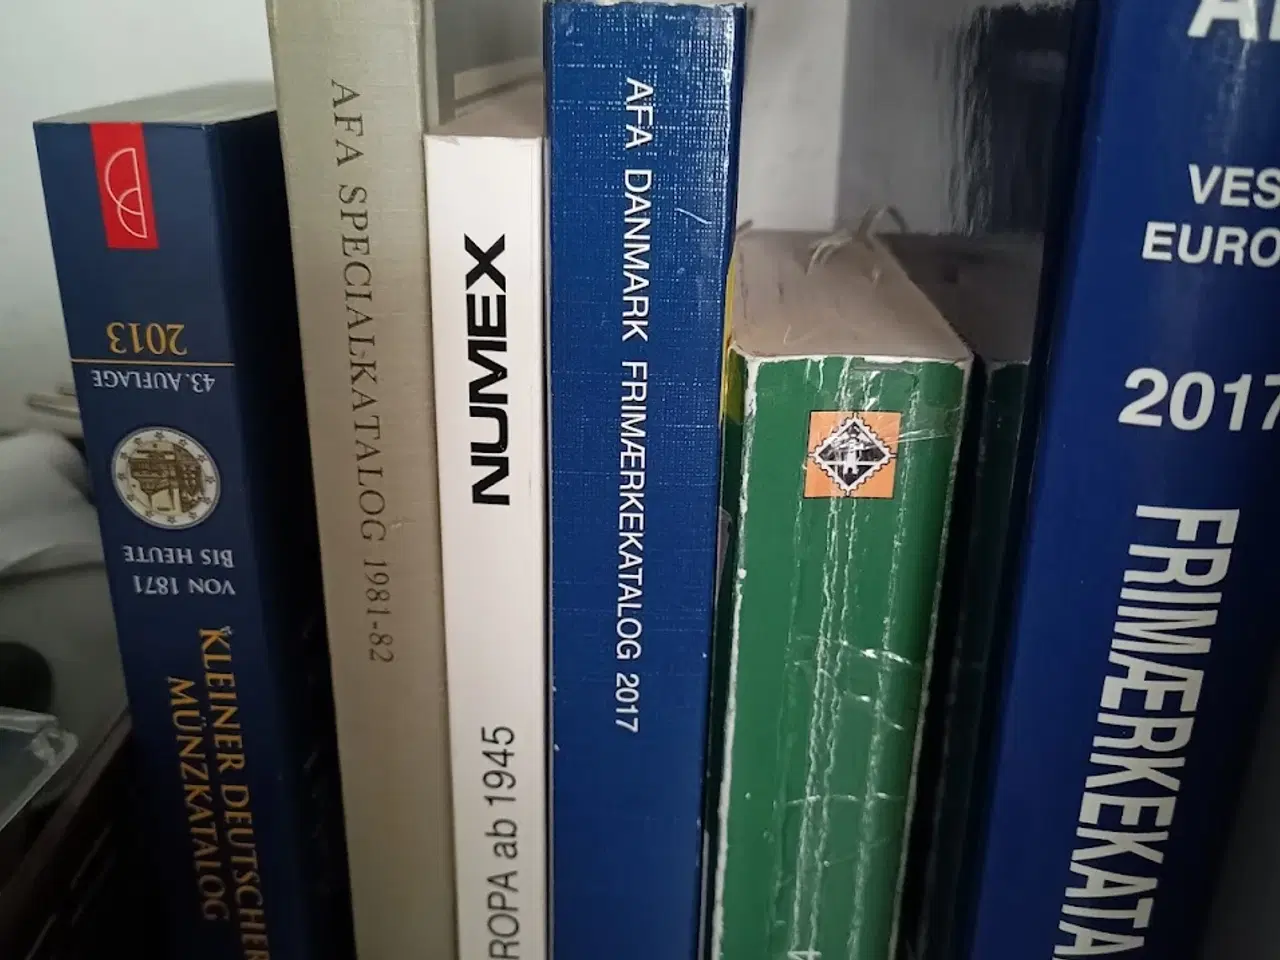 2013
43. AUFLAGE
BIS HEUTE
VON 1871
KLEINER DEUTSCHER
MÜNZKATALOG
AFA SPECIALKATALOG 1981-82
NUMEX
ROPA ab 1945
AFA DANMARK FRIMÆRKEKATALOG 2017
VES
EURO
2017
FRIMÆRKEKATA